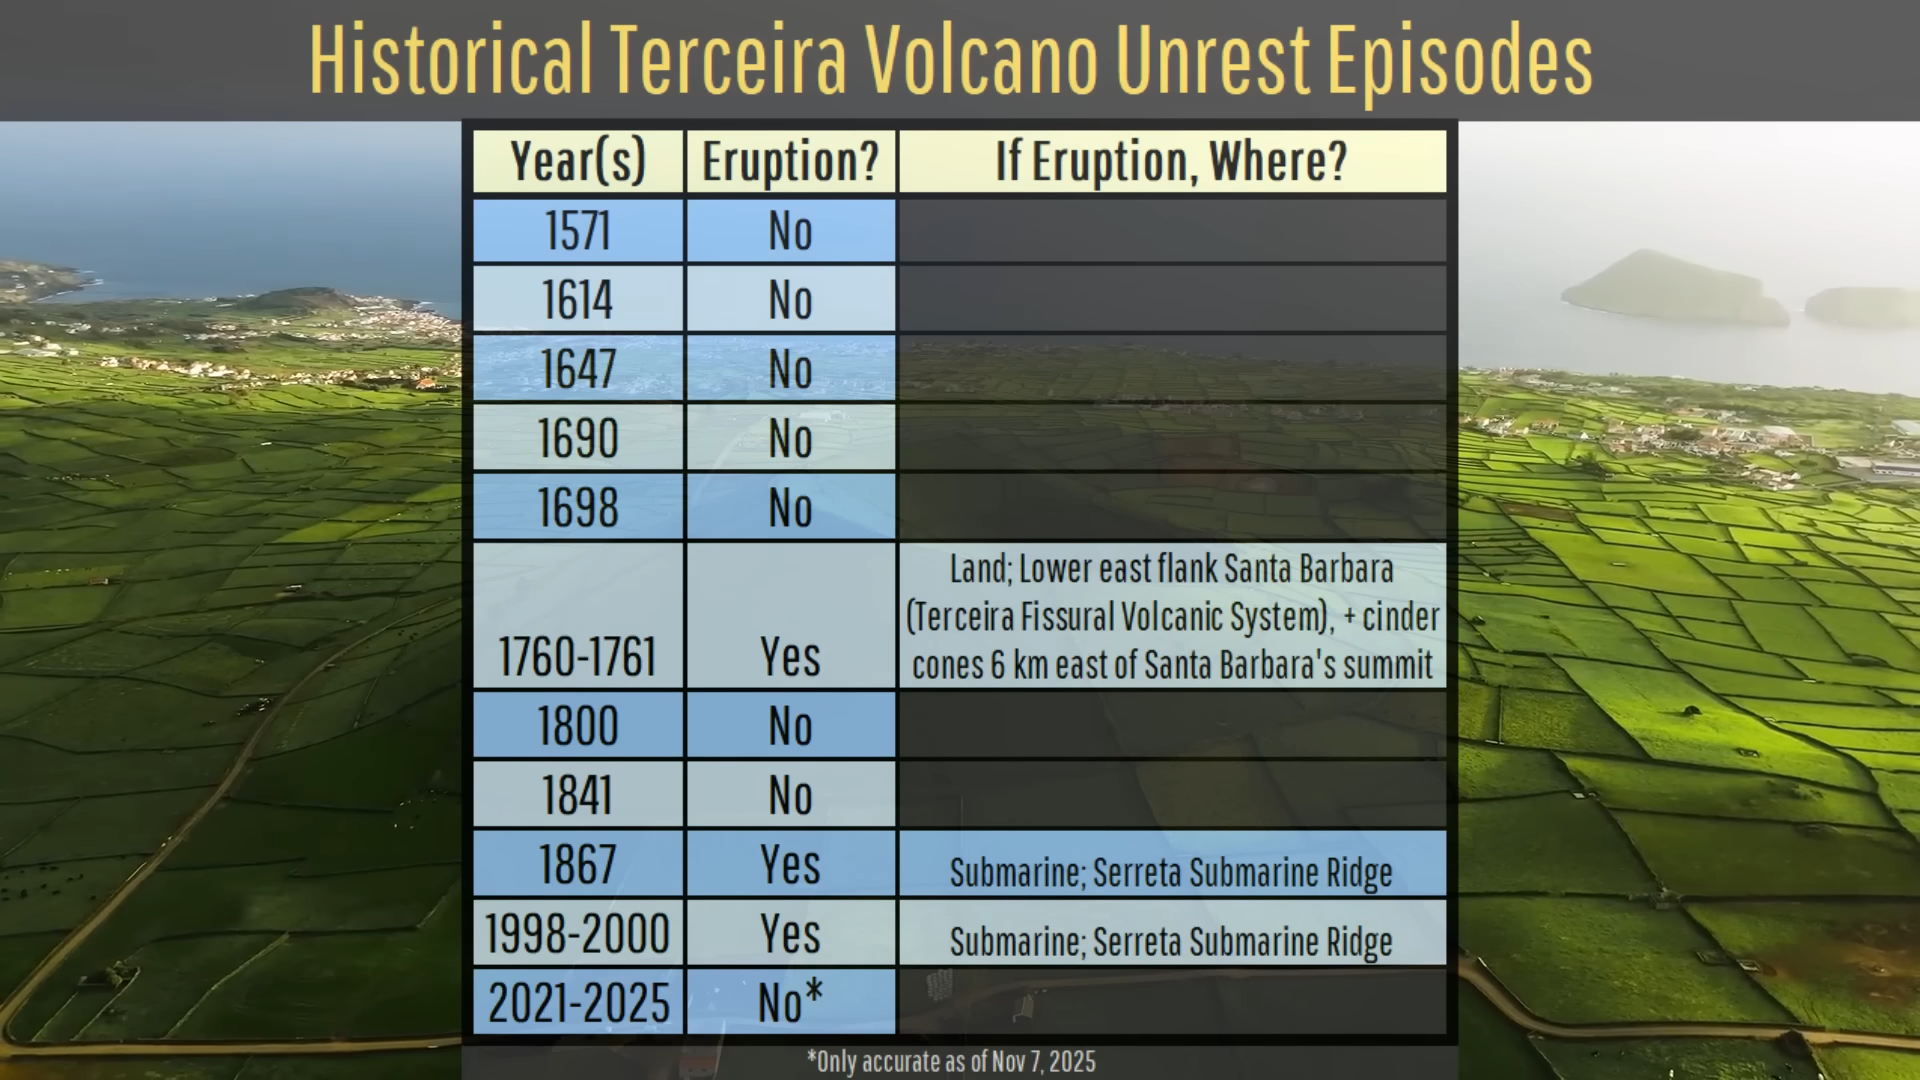 Historical Terceira Volcano Unrest Episodes
Year(s) Eruption? If Eruption, Where?
1571 No
1614 No
1647 No
1690 No
1698 No
1760-1761 Yes Land; Lower east flank Santa Barbara
(Terceira Fissural Volcanic System), + cinder
cones 6 km east of Santa Barbara's summit
1800 No
1841 No
1867 Yes Submarine; Serreta Submarine Ridge
1998-2000 Yes Submarine; Serreta Submarine Ridge
2021-2025 No*
*Only accurate as of Nov 7, 2025